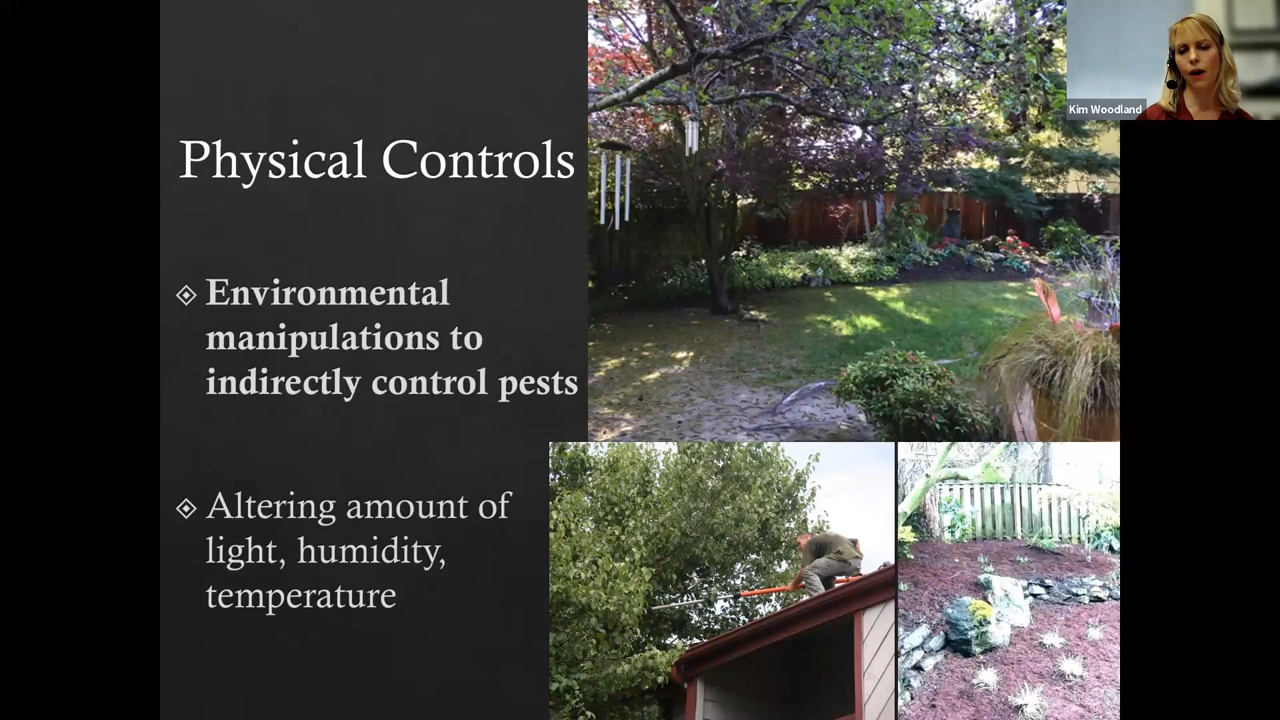 Physical Controls
Environmental
manipulations to
indirectly control pests
Altering amount of
light, humidity,
temperature
Kim Woodland